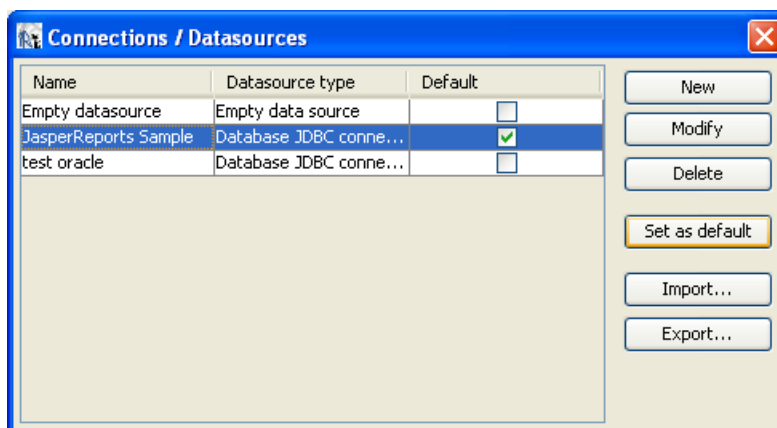 Connections / Datasources
Name Datasource type Default
Empty datasource Empty data source
JasperReports Sample Database JDBC conne...
test oracle Database JDBC conne...
New
Modify
Delete
Set as default
Import...
Export...